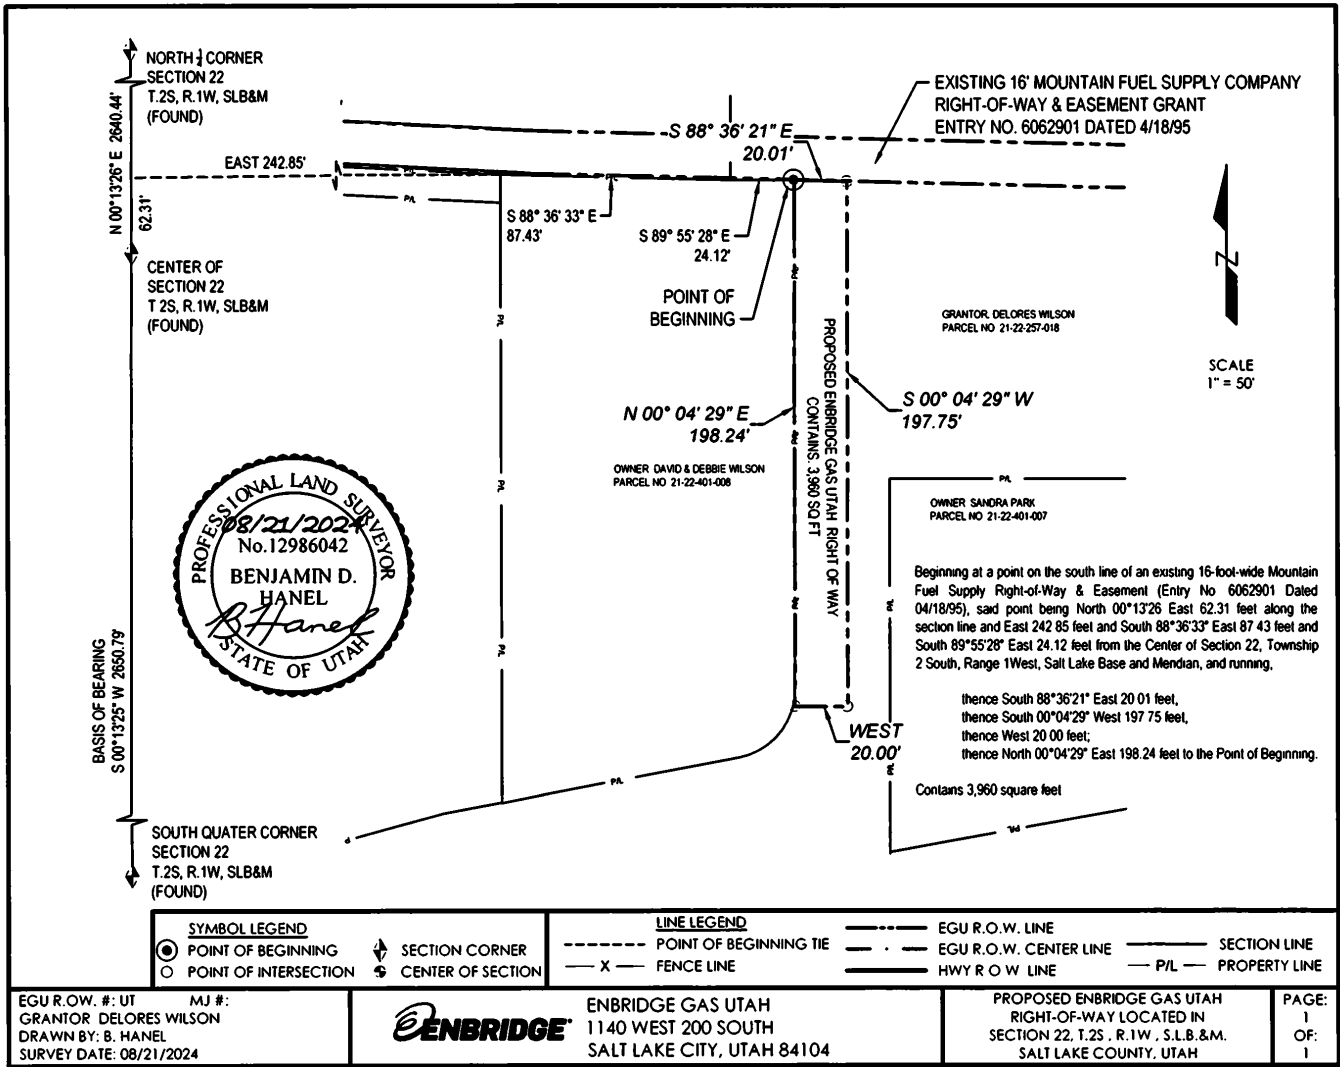 NORTH ¼ CORNER
SECTION 22
T.2S, R.1W, SLB&M
(FOUND)
N 00°13'26" E 2640.44'
62.31'
EAST 242.85'
CENTER OF
SECTION 22
T 2S, R.1W, SLB&M
(FOUND)
BASIS OF BEARING
S 00°13'25" W 2650.79'
SOUTH QUATER CORNER
SECTION 22
T.2S, R.1W, SLB&M
(FOUND)
S 88° 36' 21" E
20.01'
EXISTING 16' MOUNTAIN FUEL SUPPLY COMPANY
RIGHT-OF-WAY & EASEMENT GRANT
ENTRY NO. 6062901 DATED 4/18/95
P/L
P/L
S 88° 36' 33" E
87.43'
S 89° 55' 28" E
24.12'
POINT OF
BEGINNING
P/L
P/L
P/L
P/L
N 00° 04' 29" E
198.24'
PROPOSED ENBRIDGE GAS UTAH RIGHT OF WAY
CONTAINS: 3,960 SQ FT
S 00° 04' 29" W
197.75'
WEST
20.00'
OWNER DAVID & DEBBIE WILSON
PARCEL NO 21-22-401-008
GRANTOR. DELORES WILSON
PARCEL NO 21-22-257-018
N
SCALE
1" = 50'
P/L
OWNER SANDRA PARK
PARCEL NO 21-22-401-007
P/L
P/L
PROFESSIONAL LAND SURVEYOR
08/21/2024
No.12986042
BENJAMIN D.
HANEL
B Hanel
STATE OF UTAH
Beginning at a point on the south line of an existing 16-foot-wide Mountain
Fuel Supply Right-of-Way & Easement (Entry No 6062901 Dated
04/18/95), said point being North 00°13'26 East 62.31 feet along the
section line and East 242 85 feet and South 88°36'33" East 87 43 feet and
South 89°55'28" East 24.12 feet from the Center of Section 22, Township
2 South, Range 1West, Salt Lake Base and Meridian, and running,
thence South 88°36'21" East 20 01 feet,
thence South 00°04'29" West 197 75 feet,
thence West 20 00 feet;
thence North 00°04'29" East 198.24 feet to the Point of Beginning.
Contains 3,960 square feet
SYMBOL LEGEND
POINT OF BEGINNING
POINT OF INTERSECTION
SECTION CORNER
CENTER OF SECTION
LINE LEGEND
POINT OF BEGINNING TIE
X FENCE LINE
EGU R.O.W. LINE
EGU R.O.W. CENTER LINE
HWY R O W LINE
SECTION LINE
P/L PROPERTY LINE
EGU R.OW. #: UT MJ #:
GRANTOR DELORES WILSON
DRAWN BY: B. HANEL
SURVEY DATE: 08/21/2024
ENBRIDGE
ENBRIDGE GAS UTAH
1140 WEST 200 SOUTH
SALT LAKE CITY, UTAH 84104
PROPOSED ENBRIDGE GAS UTAH
RIGHT-OF-WAY LOCATED IN
SECTION 22, T.2S , R.1W , S.L.B.&M.
SALT LAKE COUNTY, UTAH
PAGE:
1
OF:
1